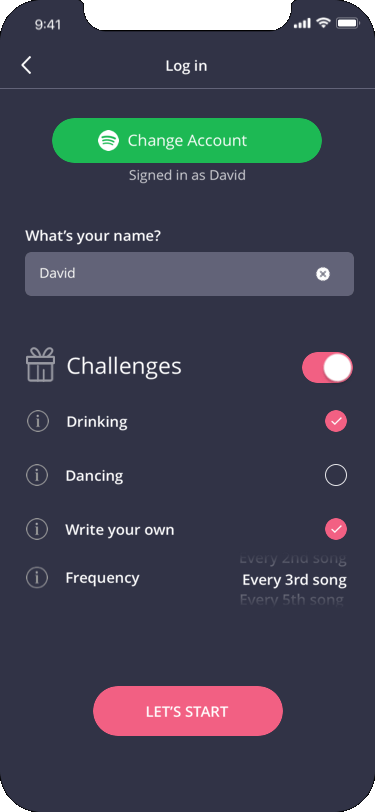 9:41
Log in
Change Account
Signed in as David
What's your name?
David
Challenges
Drinking
Dancing
Write your own
Every 2nd song
Frequency
Every 3rd song
Every 5th song
LET'S START